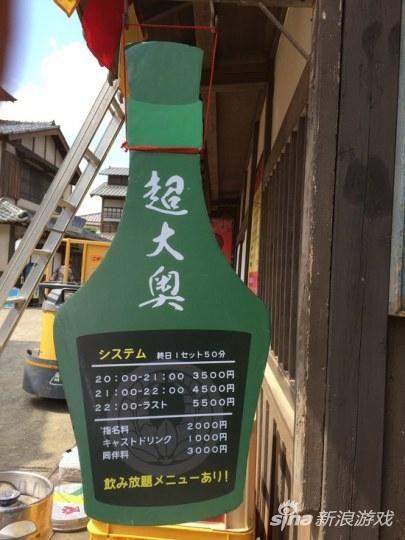 超大奥
システム 終日1セット50分
20:00-21:00 3500円
21:00-22:00 4500円
22:00-ラスト 5500円
指名料 2000円
キャストドリンク 1000円
同伴料 3000円
飲み放題メニューあり!
sina 新浪游戏